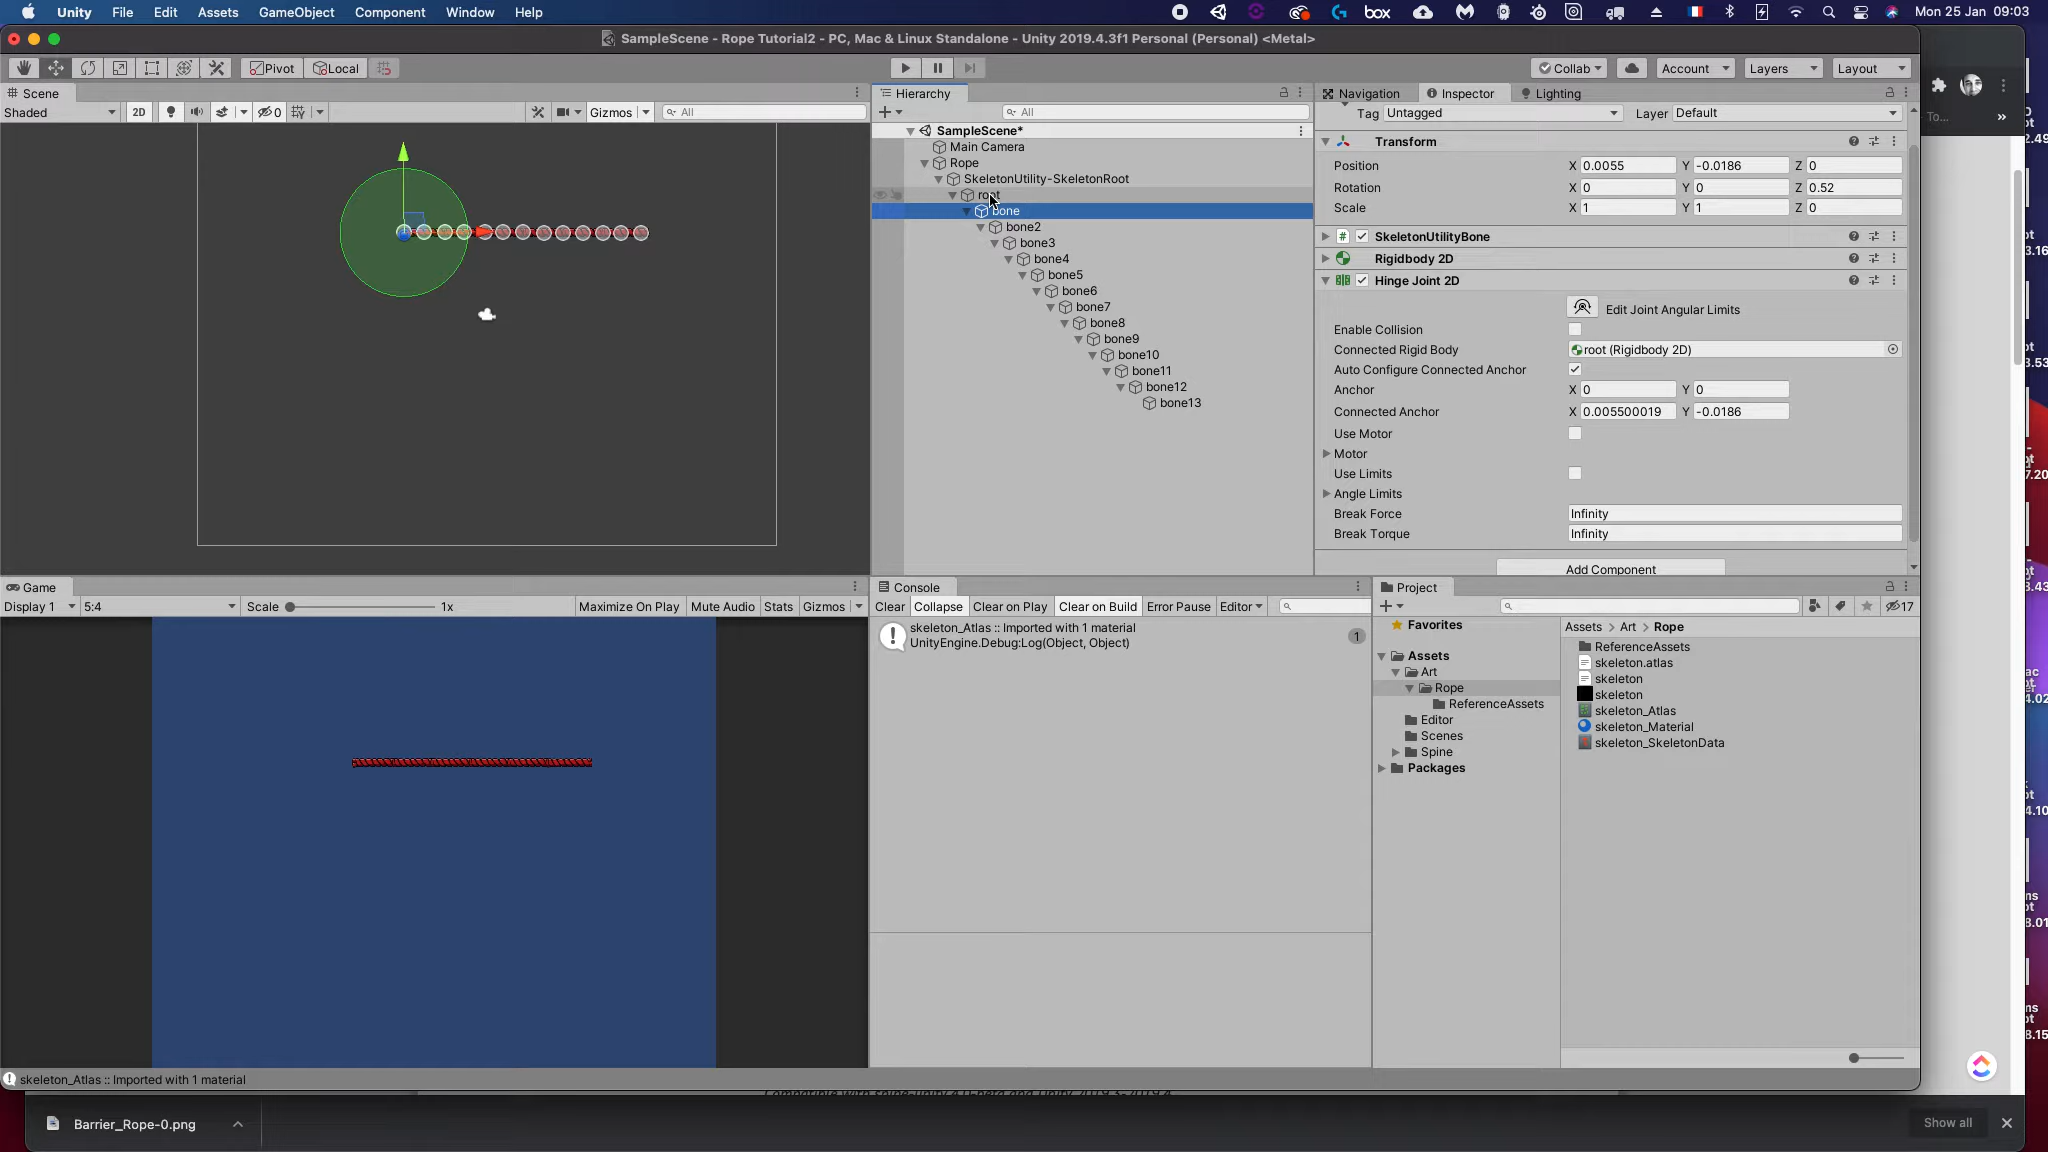 Unity File Edit Assets GameObject Component Window Help box Mon 25 Jan 09:03
SampleScene - Rope Tutorial2 - PC, Mac & Linux Standalone - Unity 2019.4.3f1 Personal (Personal) <Metal>
Pivot Local Collab Account Layers Layout
Scene
Shaded 2D 0 Gizmos All
Hierarchy
All
SampleScene*
Main Camera
Rope
SkeletonUtility-SkeletonRoot
root
bone
bone2
bone3
bone4
bone5
bone6
bone7
bone8
bone9
bone10
bone11
bone12
bone13
Navigation Inspector Lighting
Tag Untagged Layer Default
Transform
Position X 0.0055 Y -0.0186 Z 0
Rotation X 0 Y 0 Z 0.52
Scale X 1 Y 1 Z 0
SkeletonUtilityBone
Rigidbody 2D
Hinge Joint 2D
Edit Joint Angular Limits
Enable Collision
Connected Rigid Body root (Rigidbody 2D)
Auto Configure Connected Anchor
Anchor X 0 Y 0
Connected Anchor X 0.005500019 Y -0.0186
Use Motor
Motor
Use Limits
Angle Limits
Break Force Infinity
Break Torque Infinity
Add Component
Game
Display 1 5:4 Scale 1x Maximize On Play Mute Audio Stats Gizmos
Console
Clear Collapse Clear on Play Clear on Build Error Pause Editor
skeleton_Atlas :: Imported with 1 material
UnityEngine.Debug:Log(Object, Object)
1
Project
17
Favorites
Assets
Art
Rope
ReferenceAssets
Editor
Scenes
Spine
Packages
Assets > Art > Rope
ReferenceAssets
skeleton.atlas
skeleton
skeleton
skeleton_Atlas
skeleton_Material
skeleton_SkeletonData
skeleton_Atlas :: Imported with 1 material
Barrier_Rope-0.png
Show all